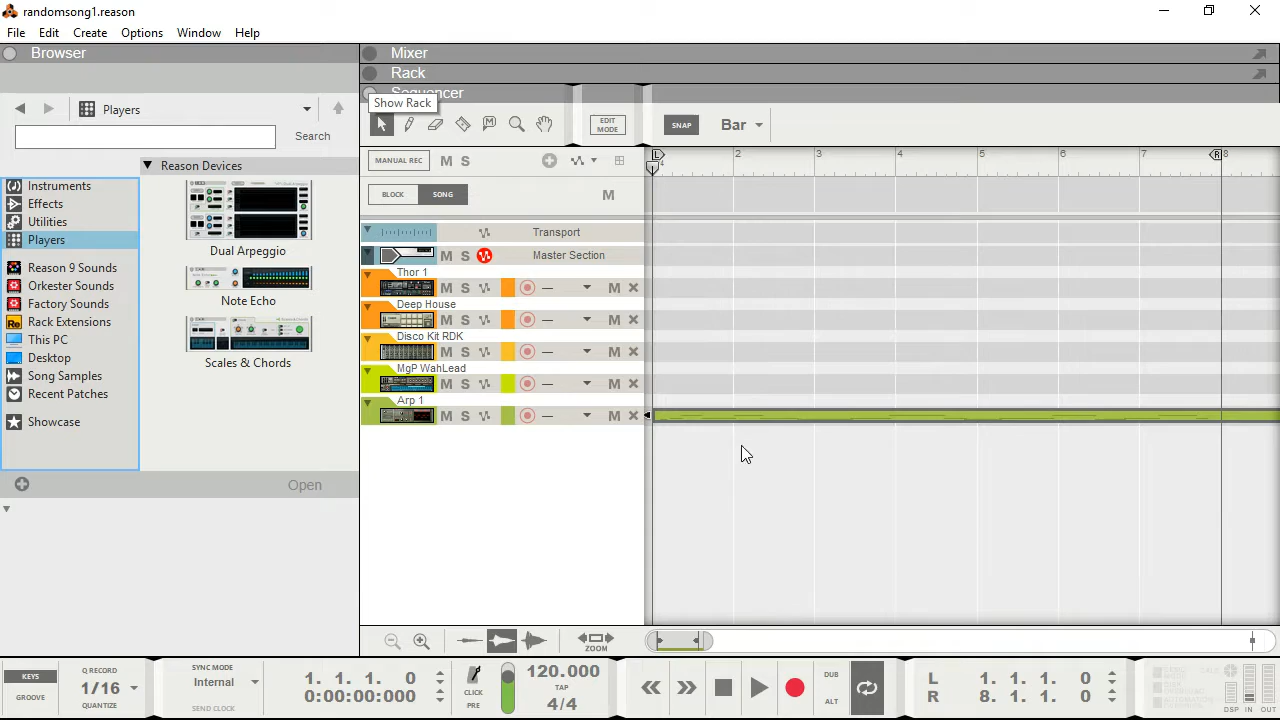 randomsong1.reason
File Edit Create Options Window Help
Browser
Mixer
Rack
Sequencer
Show Rack
Players
Search
EDIT MODE
SNAP
Bar
Reason Devices
MANUAL REC
M S
L 2 3 4 5 6 7 R 8
BLOCK SONG M
Instruments
Effects
Utilities
Players
Reason 9 Sounds
Orkester Sounds
Factory Sounds
Rack Extensions
This PC
Desktop
Song Samples
Recent Patches
Showcase
Dual Arpeggio
Note Echo
Scales & Chords
Transport
M S Master Section
Thor 1
M S M
Deep House
M S M
Disco Kit RDK
M S M
MgP WahLead
M S M
Arp 1
M S M
Open
ZOOM
KEYS
GROOVE
Q RECORD
1/16
QUANTIZE
SYNC MODE
Internal
SEND CLOCK
1. 1. 1. 0
0:00:00:000
CLICK
PRE
120.000
TAP
4/4
DUB
ALT
L 1. 1. 1. 0
R 8. 1. 1. 0
DSP IN OUT